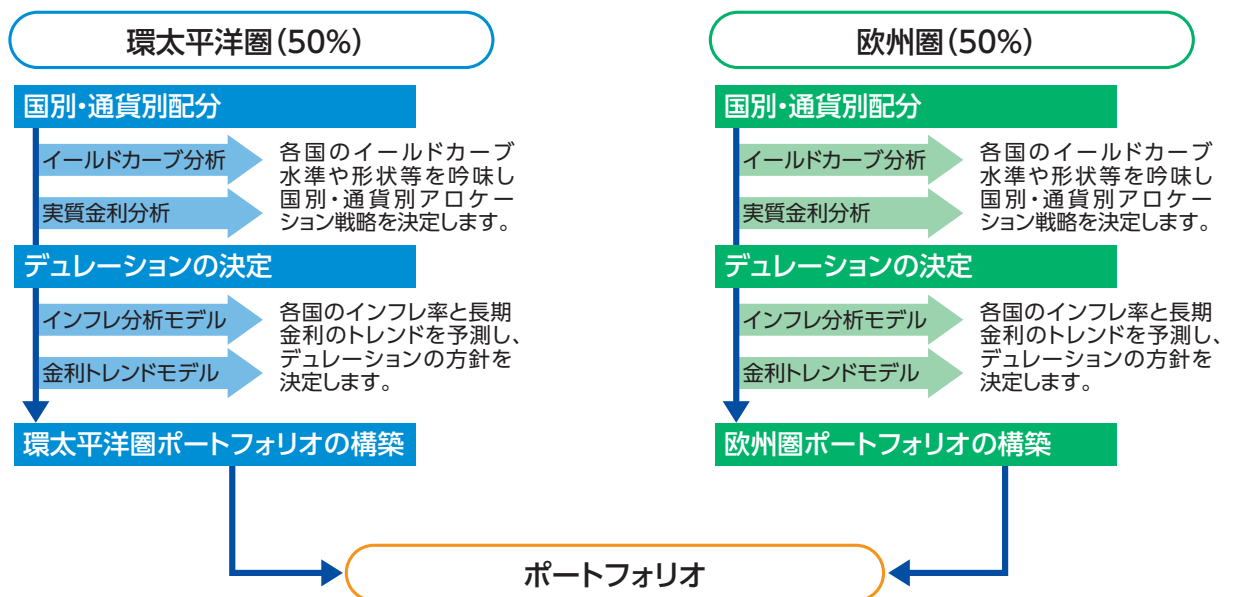 環太平洋圏(50%)
国別・通貨別配分
イールドカーブ分析
実質金利分析
各国のイールドカーブ
水準や形状等を吟味し
国別・通貨別アロケー
ション戦略を決定します。
デュレーションの決定
インフレ分析モデル
金利トレンドモデル
各国のインフレ率と長期
金利のトレンドを予測し、
デュレーションの方針を
決定します。
環太平洋圏ポートフォリオの構築
欧州圏(50%)
国別・通貨別配分
イールドカーブ分析
実質金利分析
各国のイールドカーブ
水準や形状等を吟味し
国別・通貨別アロケー
ション戦略を決定します。
デュレーションの決定
インフレ分析モデル
金利トレンドモデル
各国のインフレ率と長期
金利のトレンドを予測し、
デュレーションの方針を
決定します。
欧州圏ポートフォリオの構築
ポートフォリオ